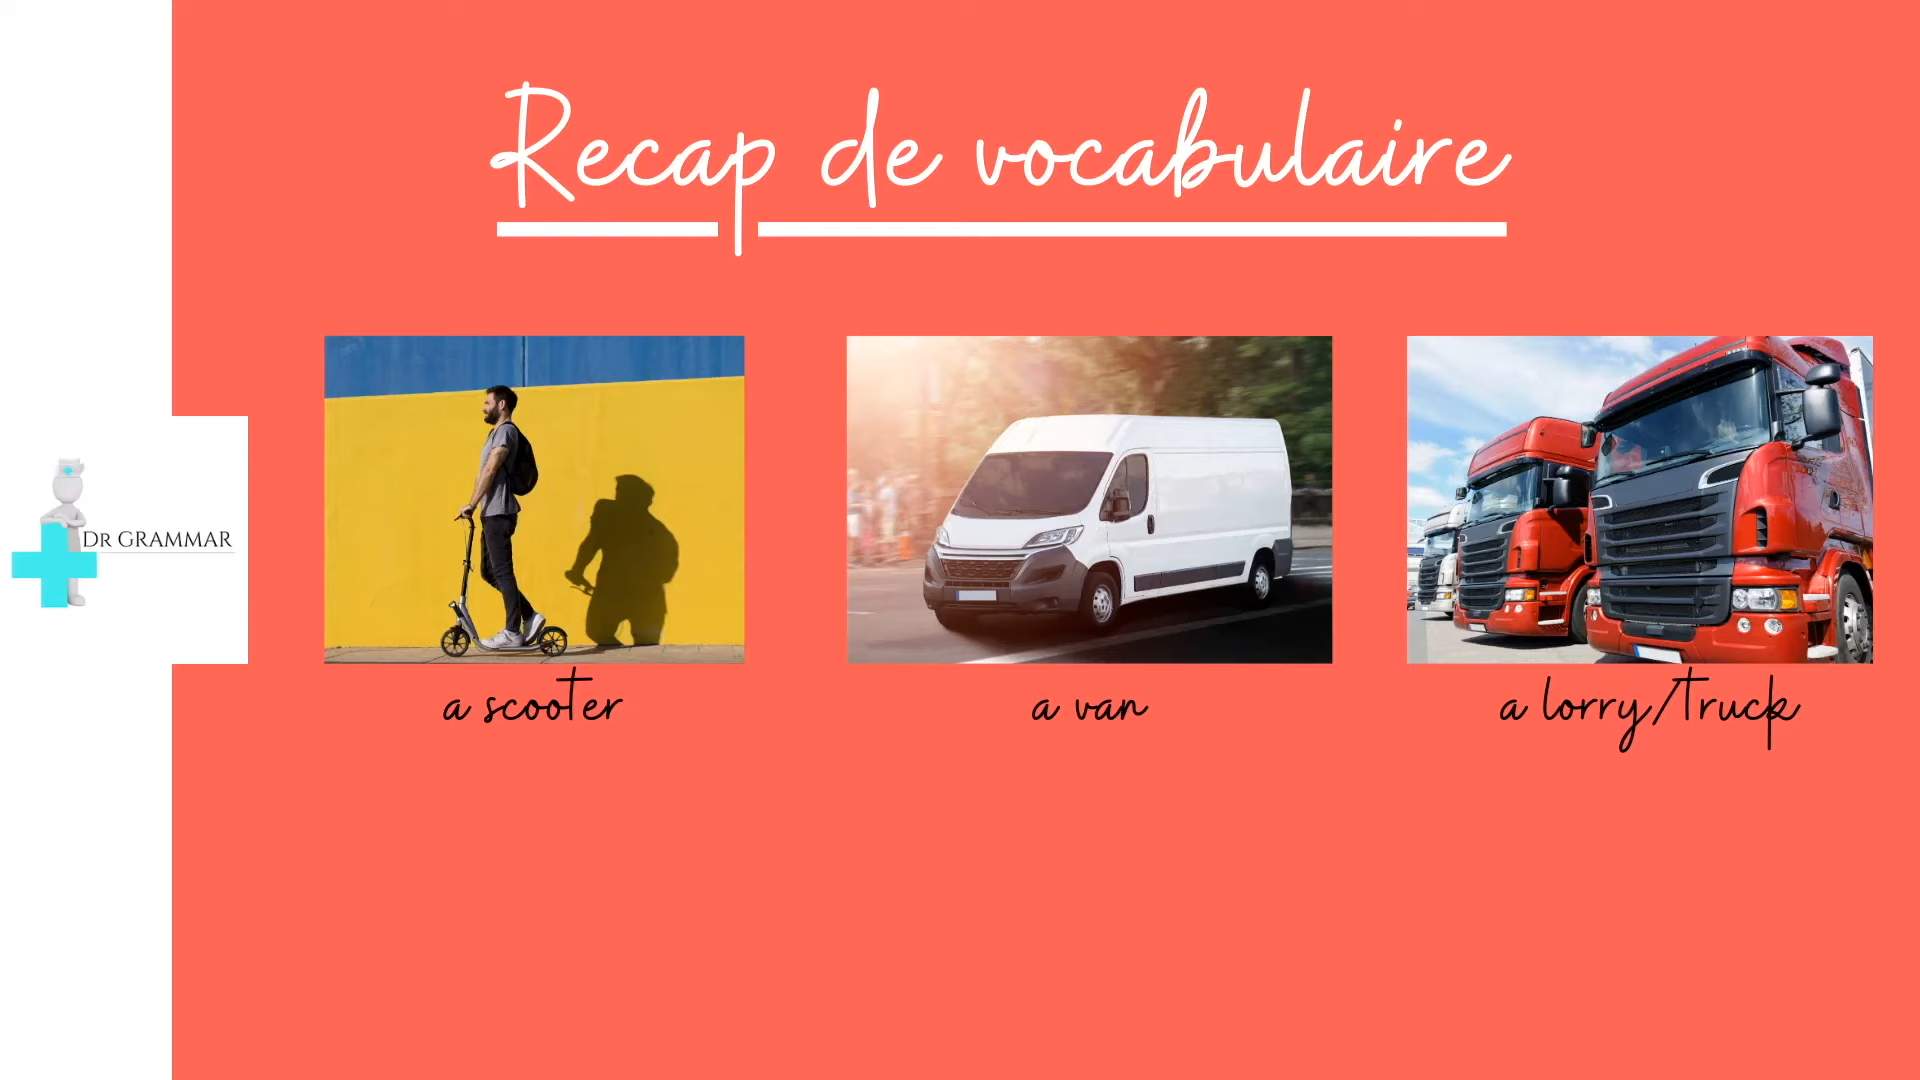 Recap de vocabulaire
DR GRAMMAR
a scooter
a van
a lorry/truck